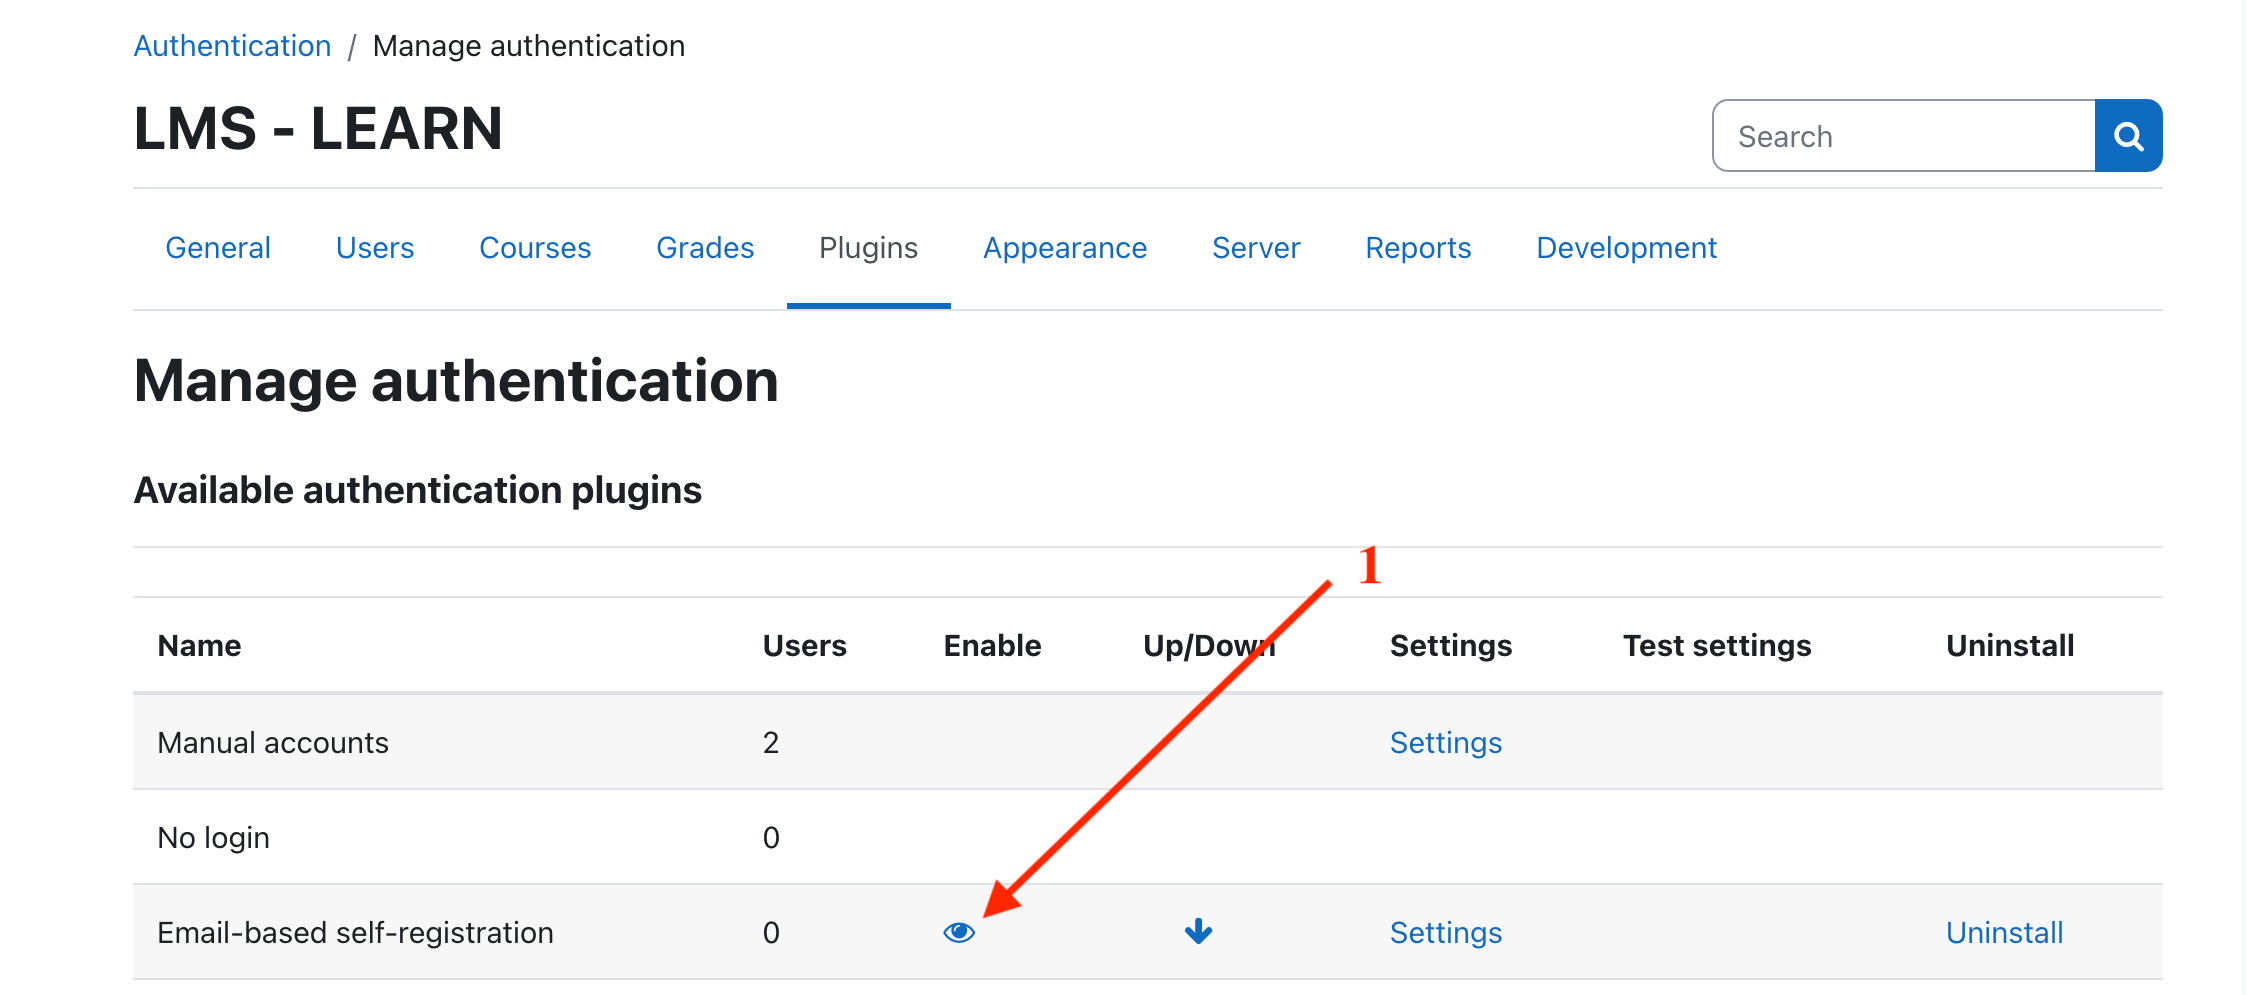 Authentication / Manage authentication
LMS - LEARN
Search
General Users Courses Grades Plugins Appearance Server Reports Development
Manage authentication
Available authentication plugins
1
Name Users Enable Up/Down Settings Test settings Uninstall
Manual accounts 2 Settings
No login 0
Email-based self-registration 0 Settings Uninstall